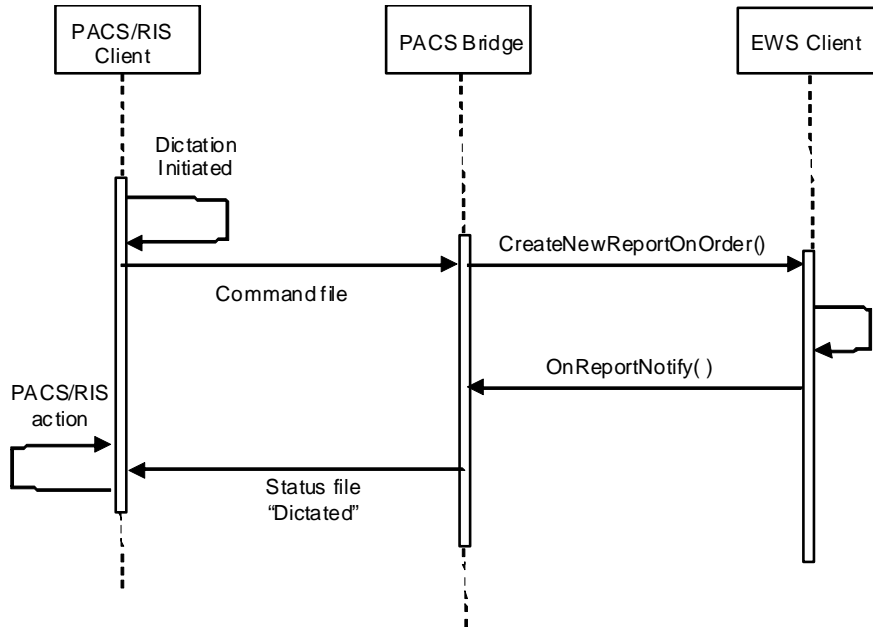 PACS/RIS
Client
PACS Bridge
EWS Client
Dictation
Initiated
CreateNewReportOnOrder()
Command file
OnReportNotify( )
PACS/RIS
action
Status file
“Dictated”